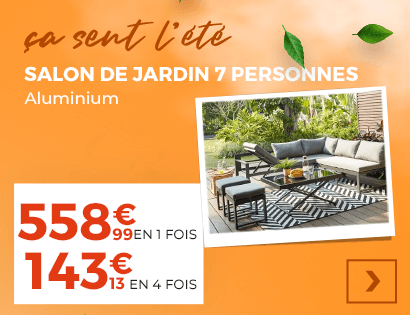 ça sent l'été
SALON DE JARDIN 7 PERSONNES
Aluminium
558€99 EN 1 FOIS
143€13 EN 4 FOIS